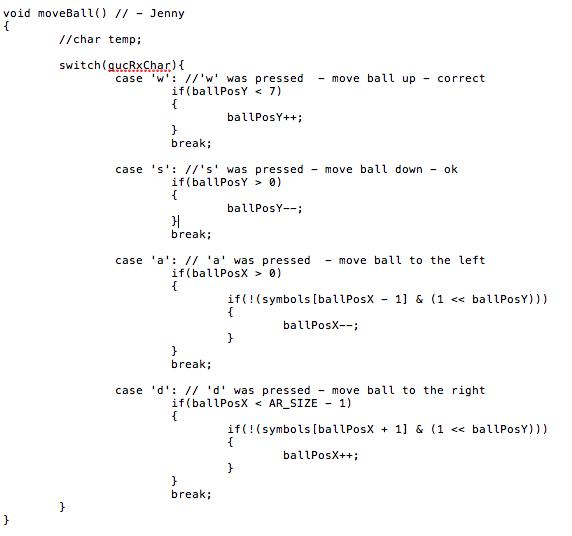 void moveBall() // – Jenny
{
        //char temp;

        switch(gucRxChar){
                case 'w': //'w' was pressed  – move ball up – correct
                        if(ballPosY < 7)
                        {
                                ballPosY++;
                        }
                        break;

                case 's': //'s' was pressed – move ball down – ok
                        if(ballPosY > 0)
                        {
                                ballPosY--;
                        }
                        break;

                case 'a': // 'a' was pressed  – move ball to the left
                        if(ballPosX > 0)
                        {
                                if(!(symbols[ballPosX - 1] & (1 << ballPosY)))
                                {
                                        ballPosX--;
                                }
                        }
                        break;

                case 'd': // 'd' was pressed – move ball to the right
                        if(ballPosX < AR_SIZE - 1)
                        {
                                if(!(symbols[ballPosX + 1] & (1 << ballPosY)))
                                {
                                        ballPosX++;
                                }
                        }
                        break;
        }
}